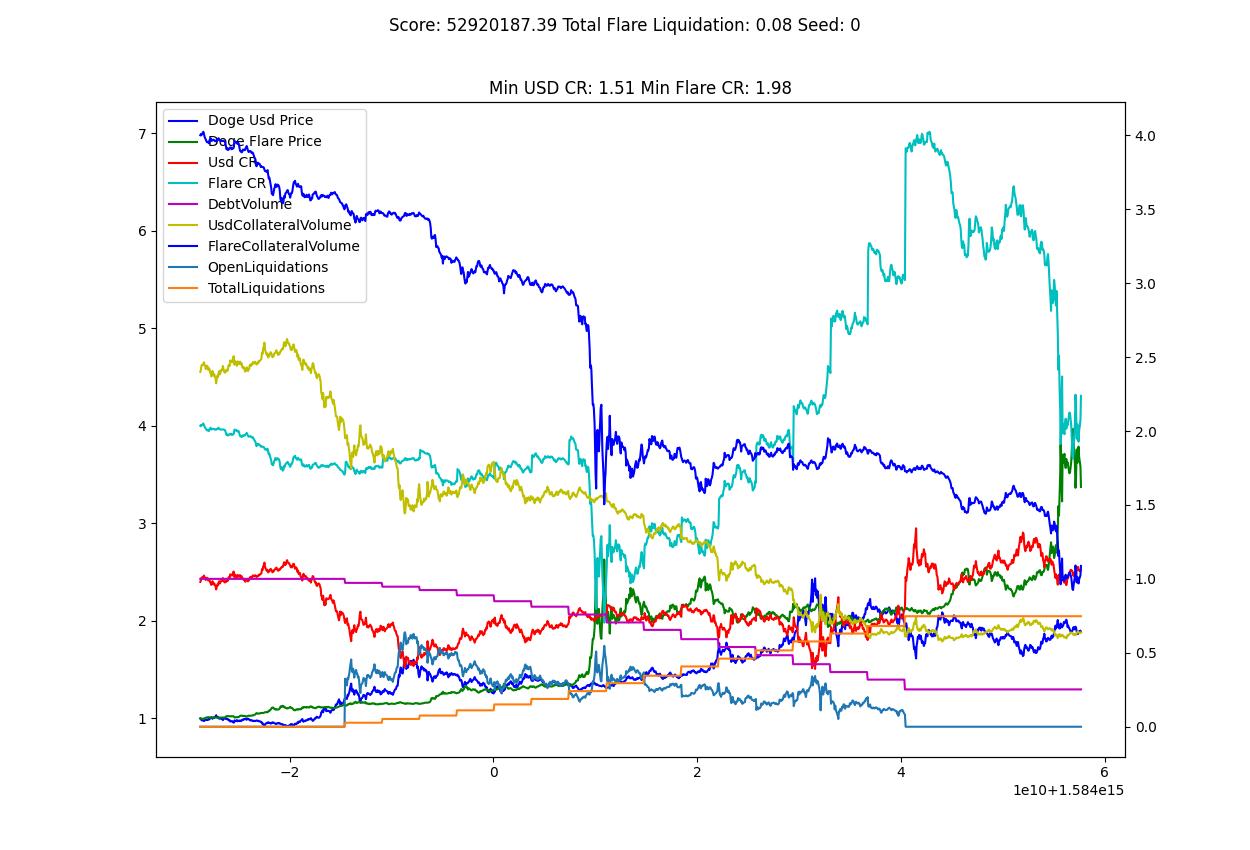 Score: 52920187.39 Total Flare Liquidation: 0.08 Seed: 0
Min USD CR: 1.51 Min Flare CR: 1.98
Doge Usd Price
Doge Flare Price
Usd CR
Flare CR
DebtVolume
UsdCollateralVolume
FlareCollateralVolume
OpenLiquidations
TotalLiquidations
7
6
5
4
3
2
1
4.0
3.5
3.0
2.5
2.0
1.5
1.0
0.5
0.0
−2
0
2
4
6
1e10+1.584e15